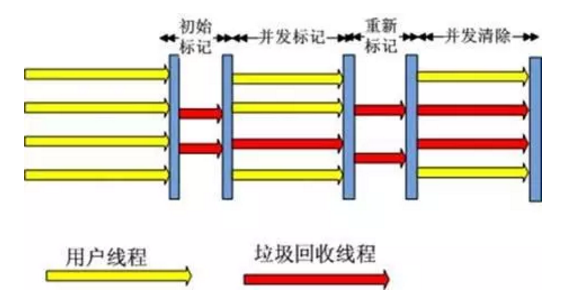 初始
标记
并发标记
重新
标记
并发清除
用户线程
垃圾回收线程